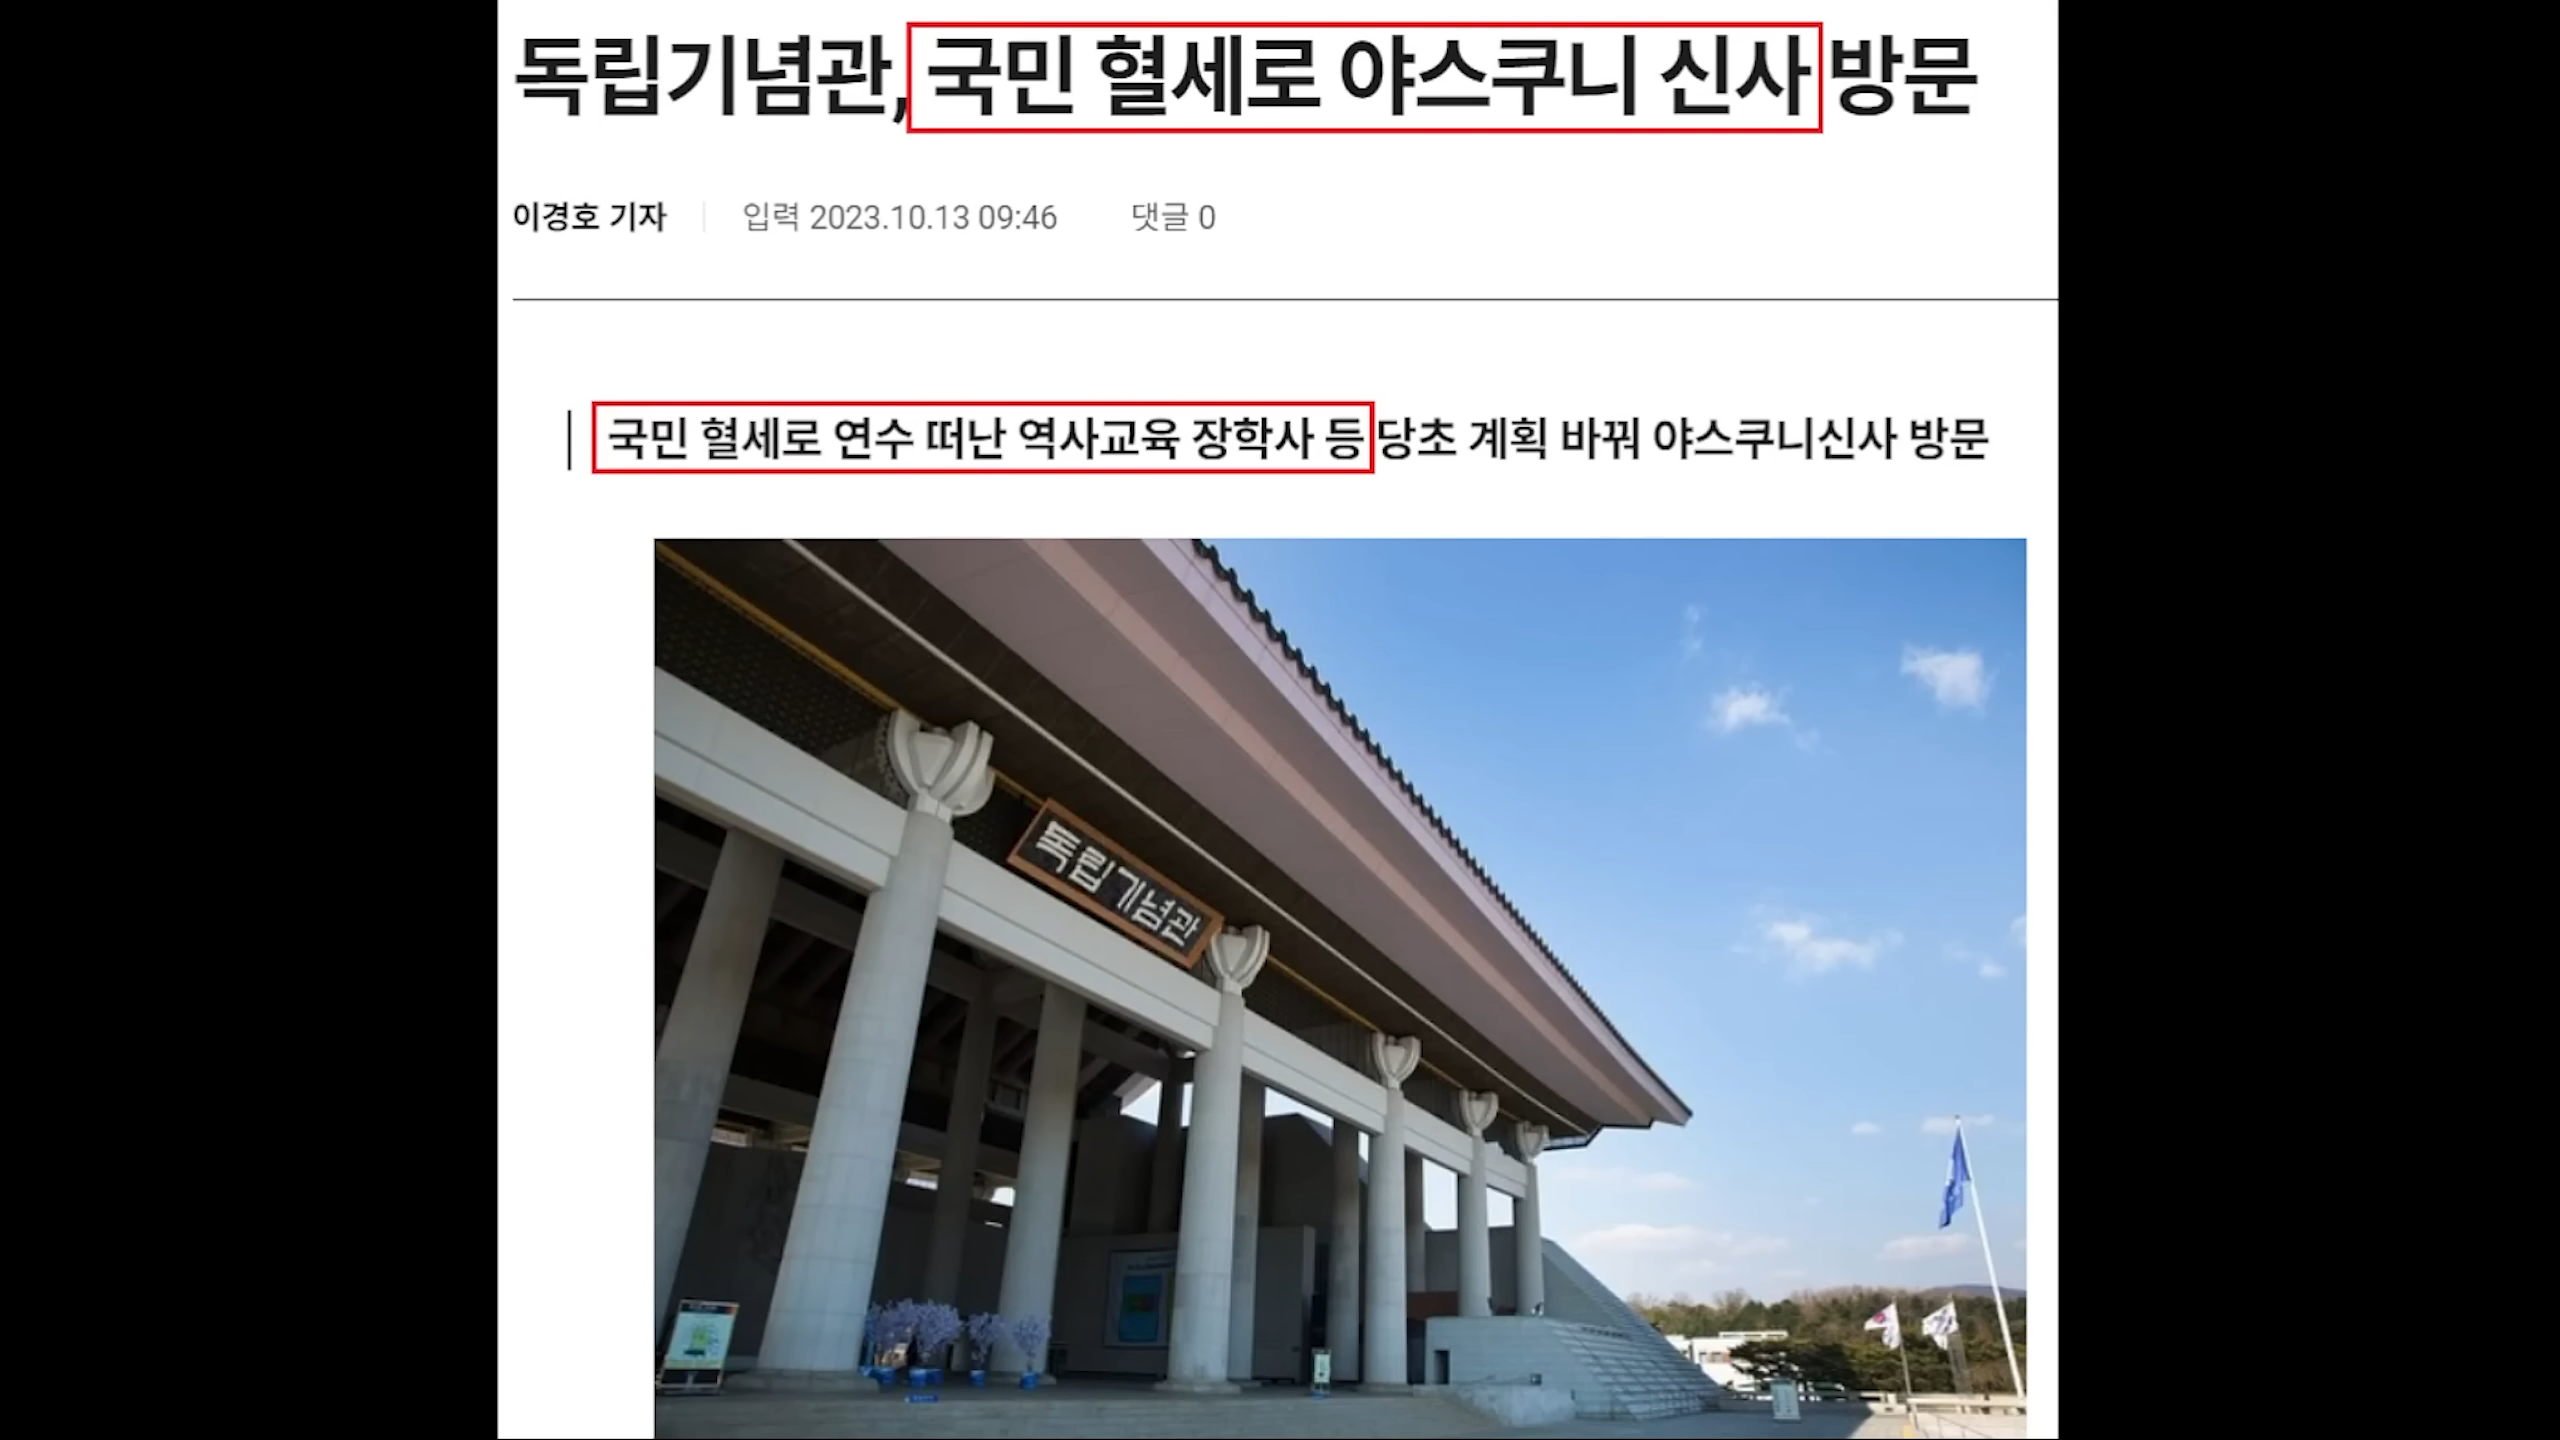 독립기념관, 국민 혈세로 야스쿠니 신사 방문
이경호 기자 입력 2023.10.13 09:46 댓글 0
국민 혈세로 연수 떠난 역사교육 장학사 등 당초 계획 바꿔 야스쿠니신사 방문
독립기념관